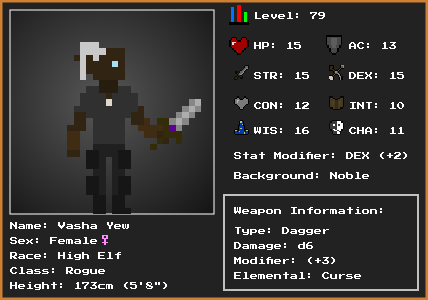 Level: 79
HP: 15 AC: 13
STR: 15 DEX: 15
CON: 12 INT: 10
WIS: 16 CHA: 11
Stat Modifier: DEX (+2)
Background: Noble
Name: Vasha Yew
Sex: Female♀
Race: High Elf
Class: Rogue
Height: 173cm (5'8")
Weapon Information:
Type: Dagger
Damage: d6
Modifier: (+3)
Elemental: Curse